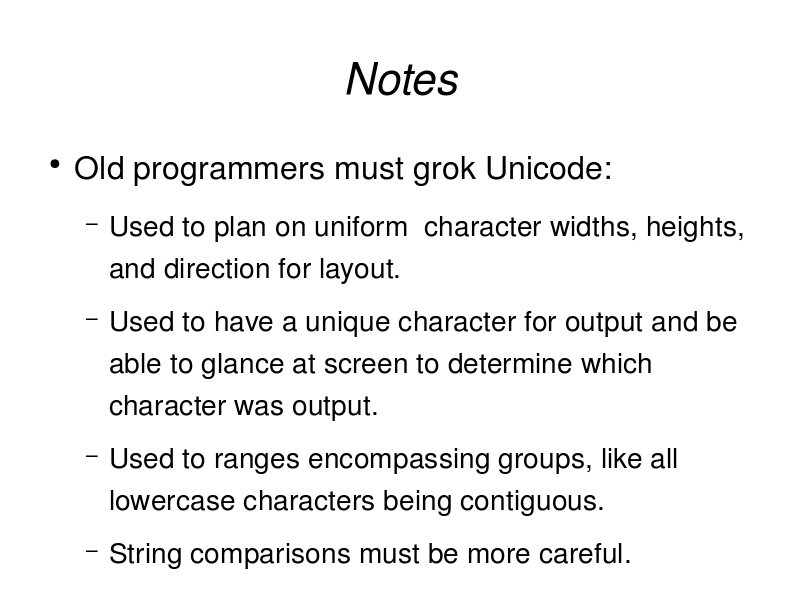 Notes
• Old programmers must grok Unicode:
– Used to plan on uniform  character widths, heights,
and direction for layout.
– Used to have a unique character for output and be
able to glance at screen to determine which
character was output.
– Used to ranges encompassing groups, like all
lowercase characters being contiguous.
– String comparisons must be more careful.